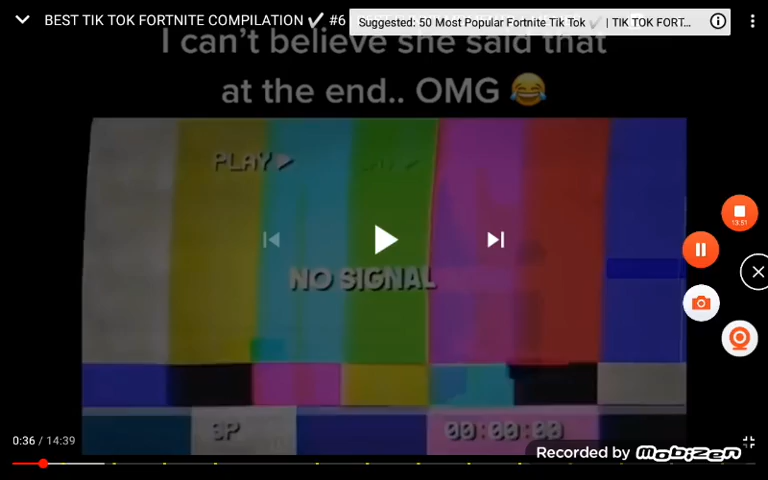 BEST TIK TOK FORTNITE COMPILATION ✔ #6
Suggested: 50 Most Popular Fortnite Tik Tok ✔ | TIK TOK FORT...
I can't believe she said that
at the end.. OMG 😂
PLAY
NO SIGNAL
13:51
SP
00:00:00
0:36 / 14:39
Recorded by Mobizen